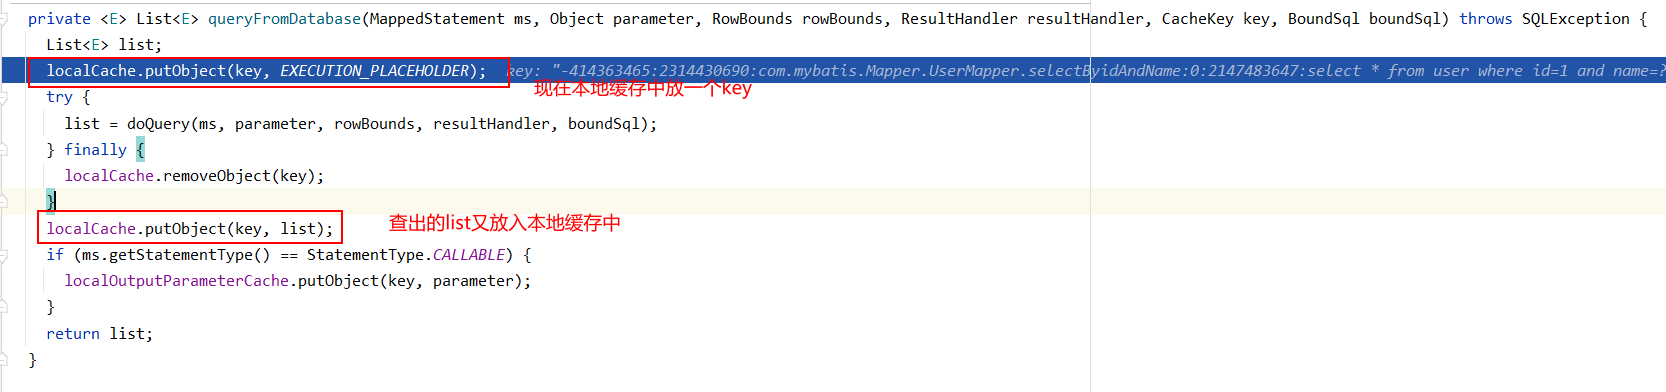 private <E> List<E> queryFromDatabase(MappedStatement ms, Object parameter, RowBounds rowBounds, ResultHandler resultHandler, CacheKey key, BoundSql boundSql) throws SQLException {
List<E> list;
localCache.putObject(key, EXECUTION_PLACEHOLDER); key: "-414363465:2314430690:com.mybatis.Mapper.UserMapper.selectByidAndName:0:2147483647:select * from user where id=1 and name=?
现在本地缓存中放一个key
try {
list = doQuery(ms, parameter, rowBounds, resultHandler, boundSql);
} finally {
localCache.removeObject(key);
}
localCache.putObject(key, list); 查出的list又放入本地缓存中
if (ms.getStatementType() == StatementType.CALLABLE) {
localOutputParameterCache.putObject(key, parameter);
}
return list;
}